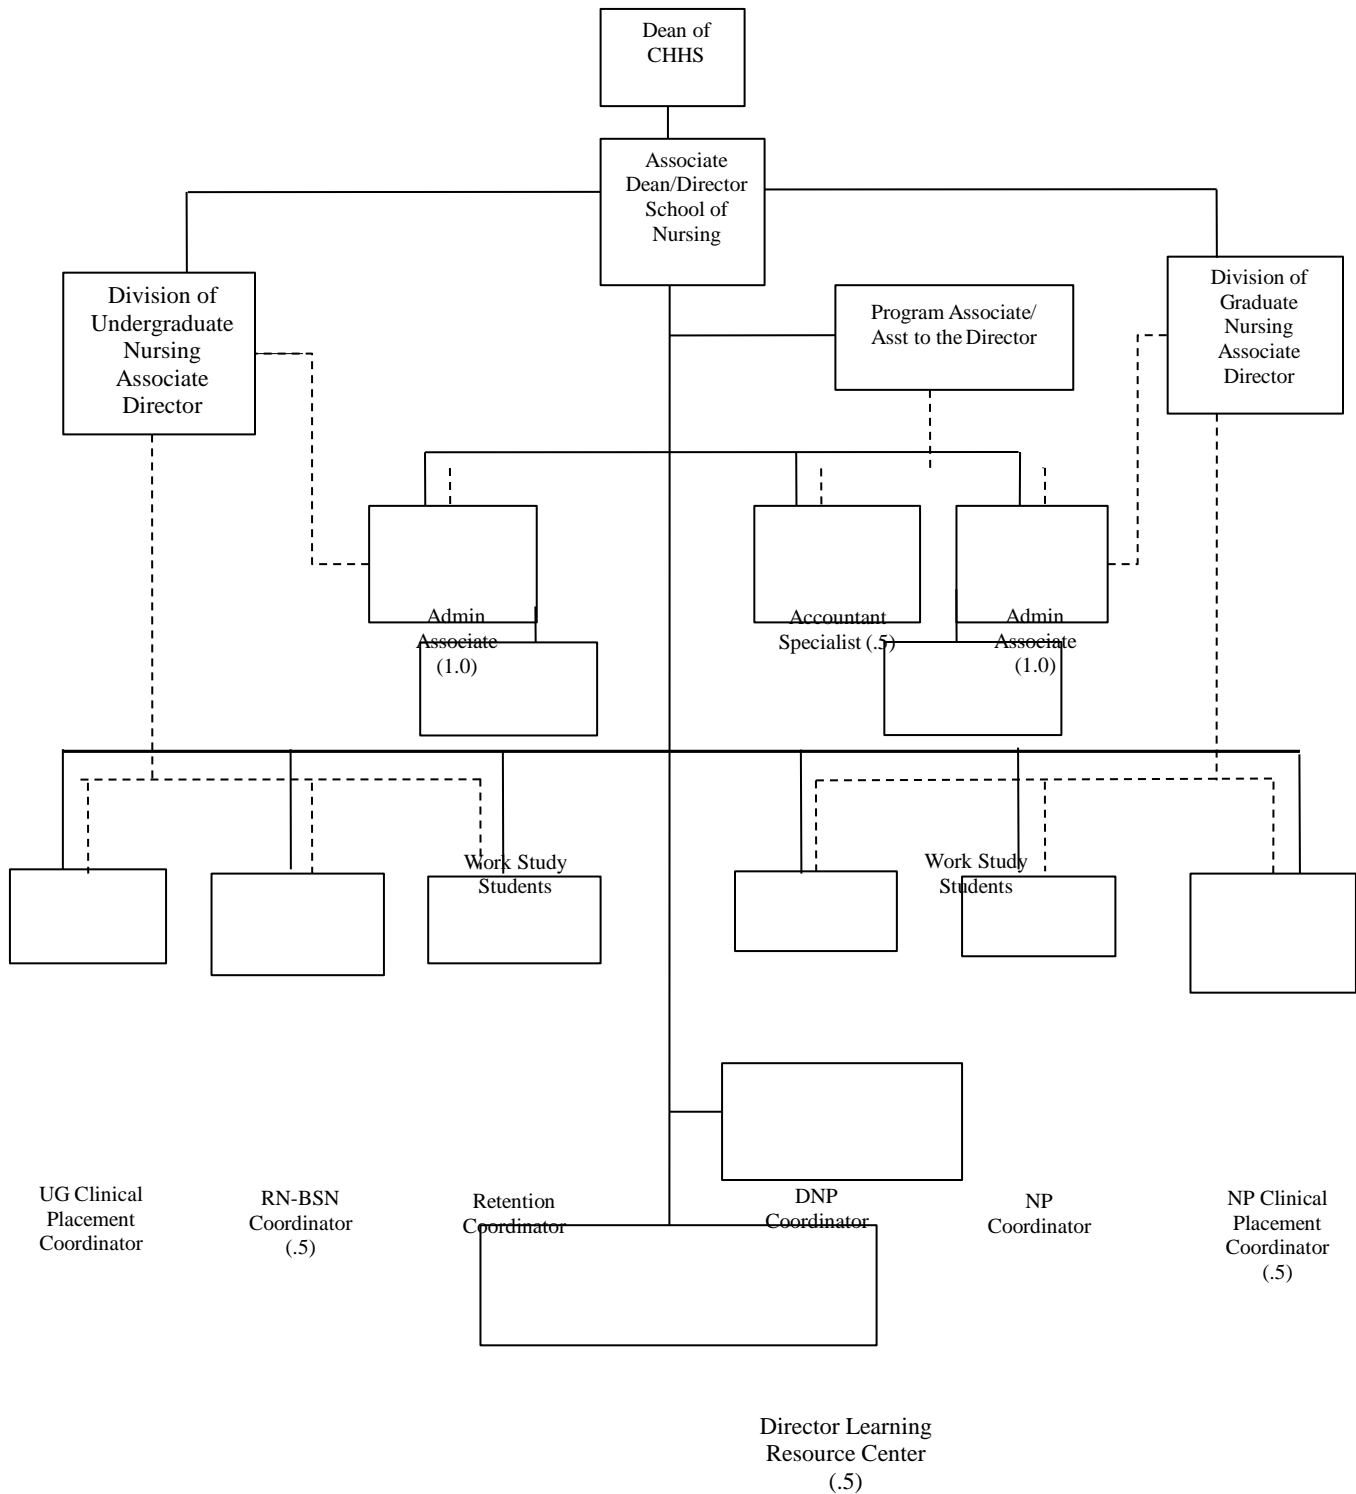 Dean of
CHHS
Associate
Dean/Director
School of
Nursing
Division of
Undergraduate
Nursing
Associate
Director
Program Associate/
Asst to the Director
Division of
Graduate
Nursing
Associate
Director
Admin
Associate
(1.0)
Accountant
Specialist (.5)
Admin
Associate
(1.0)
Work Study
Students
Work Study
Students
UG Clinical
Placement
Coordinator
RN-BSN
Coordinator
(.5)
Retention
Coordinator
DNP
Coordinator
NP
Coordinator
NP Clinical
Placement
Coordinator
(.5)
Director Learning
Resource Center
(.5)